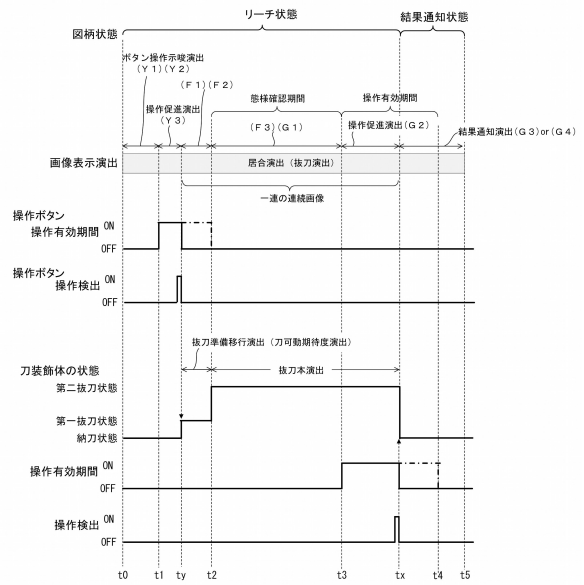 リーチ状態
結果通知状態
図柄状態
ボタン操作示唆演出
(Ｙ１)(Ｙ２)
(Ｆ１)(Ｆ２)
操作促進演出
(Ｙ３)
態様確認期間
操作有効期間
(Ｆ３)(Ｇ１)
操作促進演出(Ｇ２)
結果通知演出(Ｇ３)or(Ｇ４)
画像表示演出
居合演出（抜刀演出）
一連の連続画像
操作ボタン
操作有効期間
ON
OFF
操作ボタン
操作検出
ON
OFF
抜刀準備移行演出（刀可動期待度演出）
刀装飾体の状態
抜刀本演出
第二抜刀状態
第一抜刀状態
納刀状態
操作有効期間
ON
OFF
操作検出
ON
OFF
t0 t1 ty t2 t3 tx t4 t5